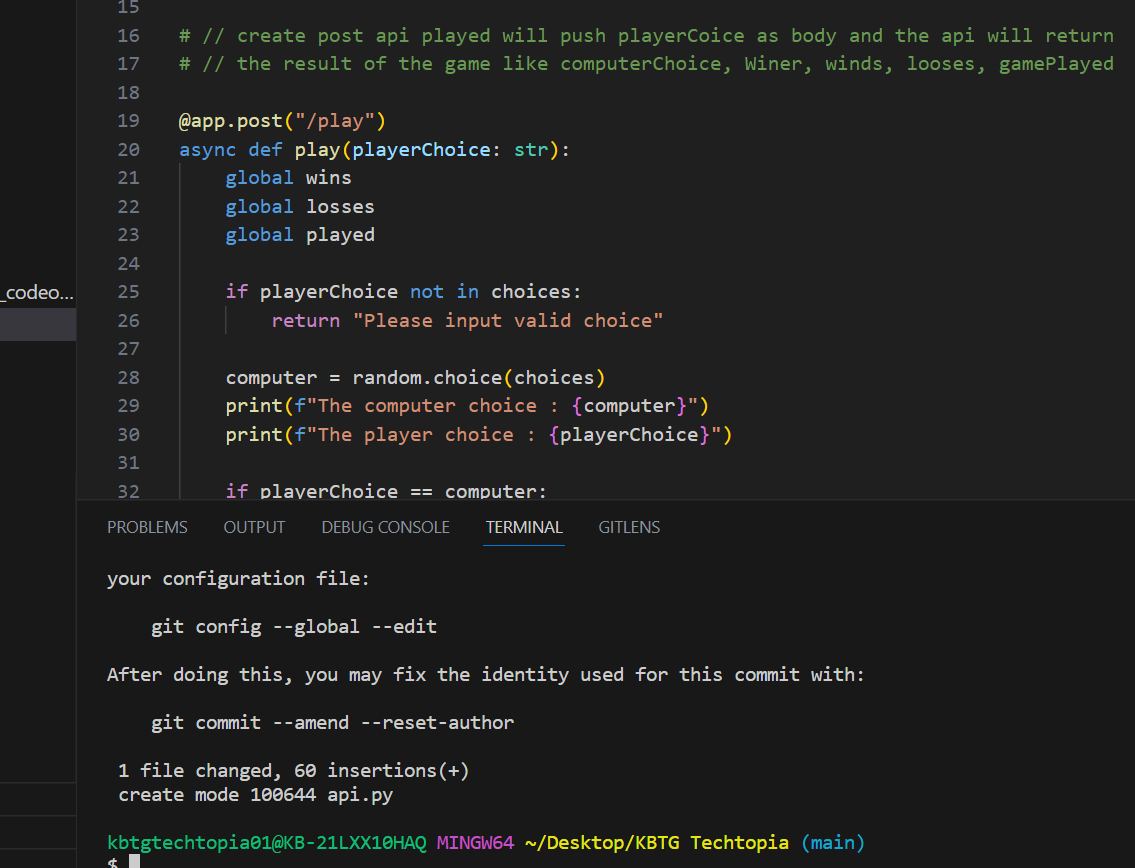 15
16 # // create post api played will push playerCoice as body and the api will return
17 # // the result of the game like computerChoice, Winer, winds, looses, gamePlayed
18
19 @app.post("/play")
20 async def play(playerChoice: str):
21     global wins
22     global losses
23     global played
24
_codeo...
25     if playerChoice not in choices:
26         return "Please input valid choice"
27
28     computer = random.choice(choices)
29     print(f"The computer choice : {computer}")
30     print(f"The player choice : {playerChoice}")
31
32     if playerChoice == computer:
PROBLEMS OUTPUT DEBUG CONSOLE TERMINAL GITLENS
your configuration file:
    git config --global --edit
After doing this, you may fix the identity used for this commit with:
    git commit --amend --reset-author
 1 file changed, 60 insertions(+)
 create mode 100644 api.py
kbtgtechtopia01@KB-21LXX10HAQ MINGW64 ~/Desktop/KBTG Techtopia (main)
$